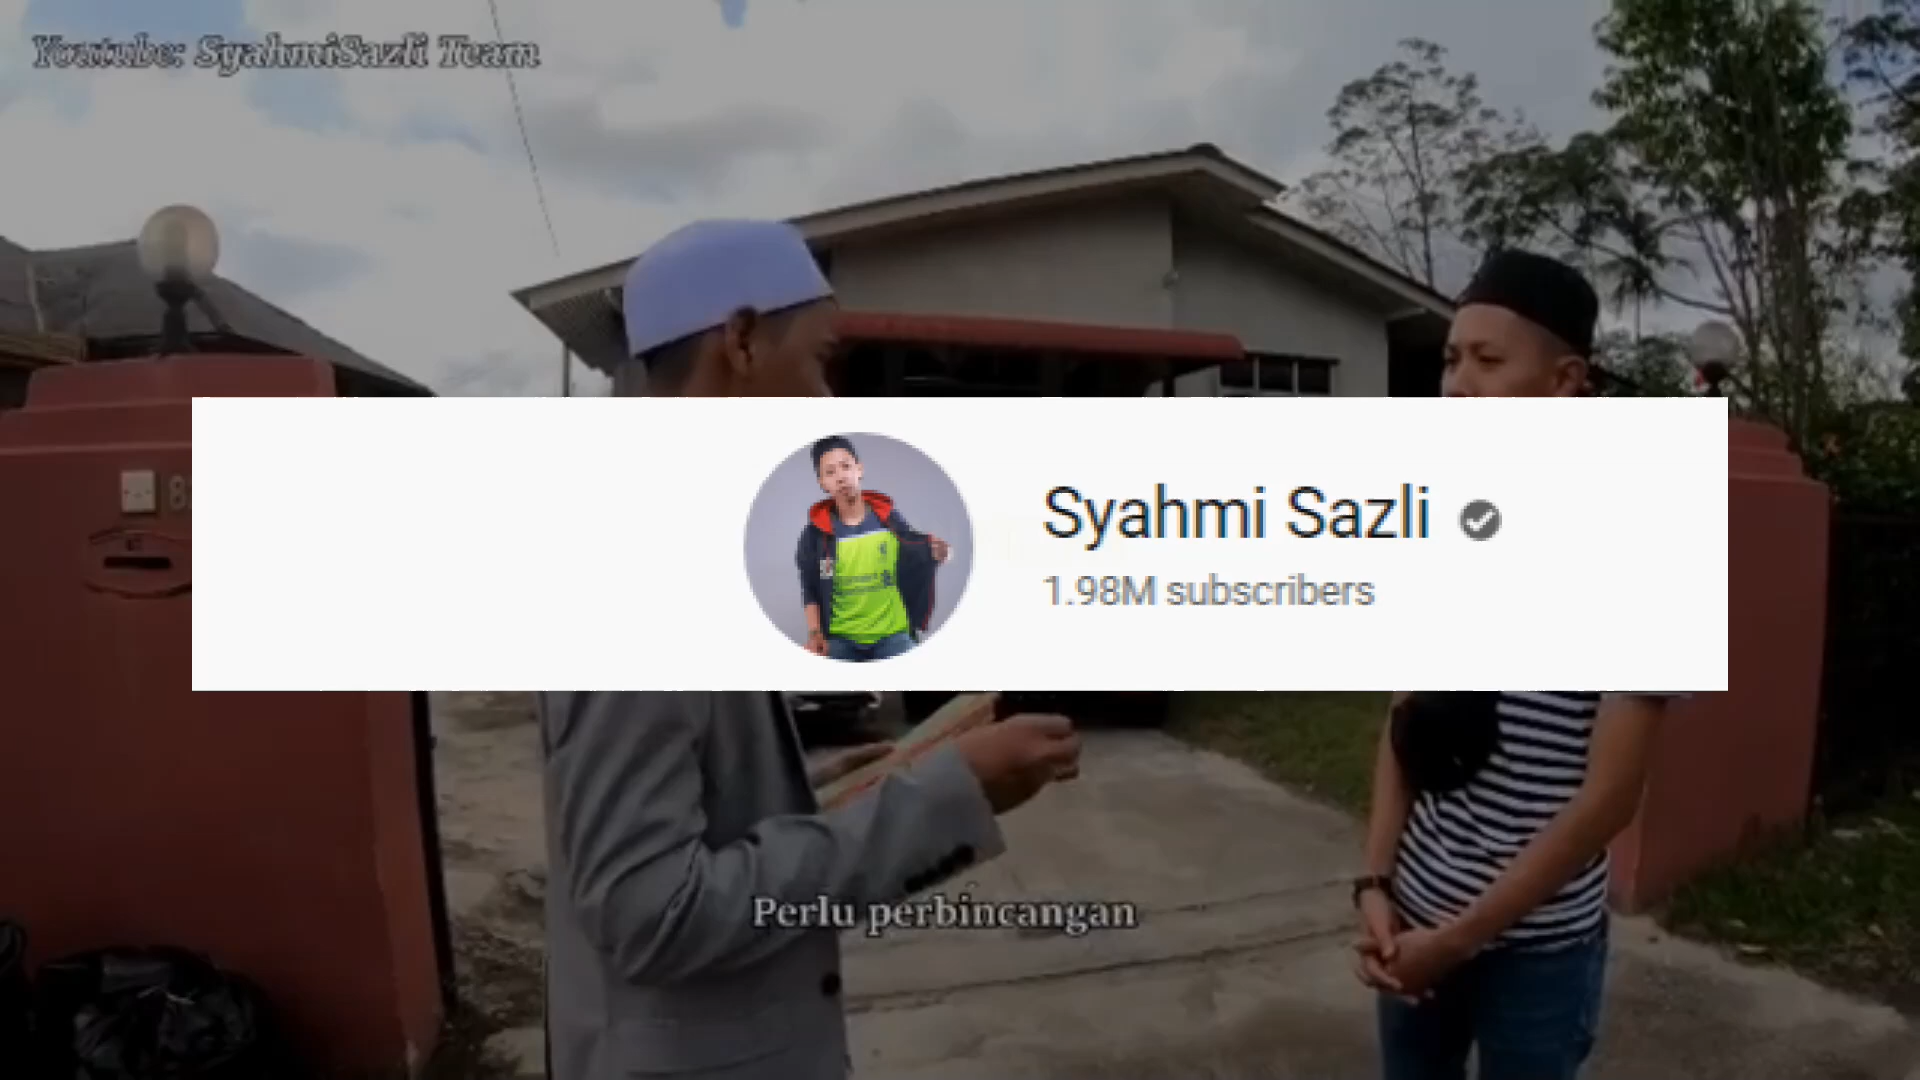 Youtube: SyahmiSazli Team
Syahmi Sazli
1.98M subscribers
Perlu perbincangan